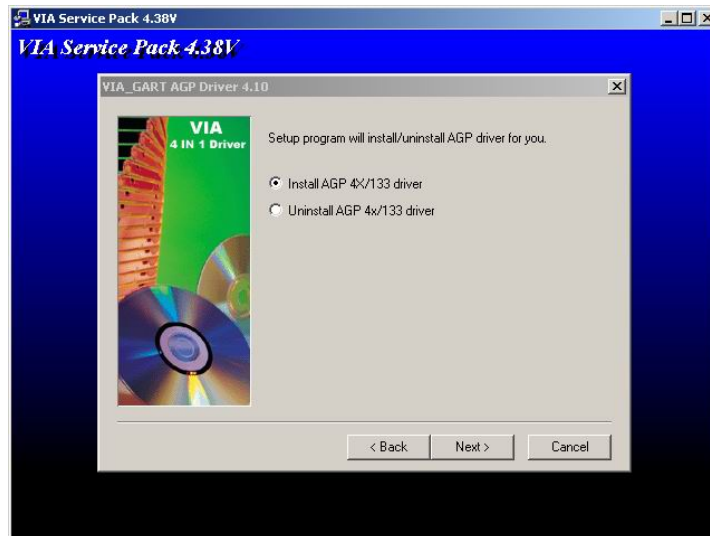 VIA Service Pack 4.38V
VIA Service Pack 4.38V
VIA_GART AGP Driver 4.10
VIA
4 IN 1 Driver
Setup program will install/uninstall AGP driver for you.
Install AGP 4X/133 driver
Uninstall AGP 4x/133 driver
< Back
Next >
Cancel